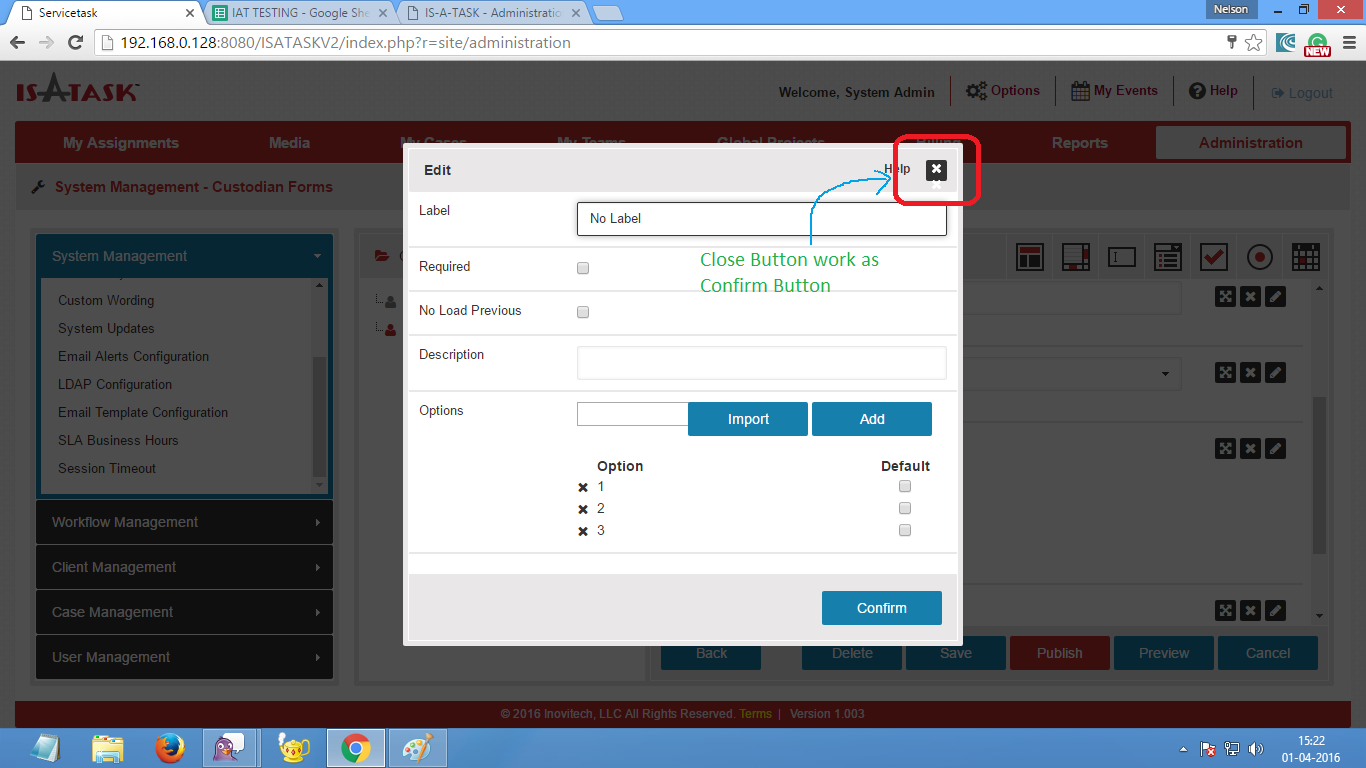 Servicetask
IAT TESTING - Google She
IS-A-TASK - Administratio
Nelson
192.168.0.128:8080/ISATASKV2/index.php?r=site/administration
NEW
ISATASK
Welcome, System Admin
Options
My Events
Help
Logout
My Assignments
Media
My Cases
My Teams
Global Projects
Billing
Reports
Administration
System Management - Custodian Forms
Edit
Help
Label
No Label
Required
Close Button work as
Confirm Button
No Load Previous
Description
Options
Import
Add
Option
Default
1
2
3
Confirm
System Management
Custom Wording
System Updates
Email Alerts Configuration
LDAP Configuration
Email Template Configuration
SLA Business Hours
Session Timeout
Workflow Management
Client Management
Case Management
User Management
Back
Delete
Save
Publish
Preview
Cancel
© 2016 Inovitech, LLC All Rights Reserved. Terms | Version 1.003
15:22
01-04-2016